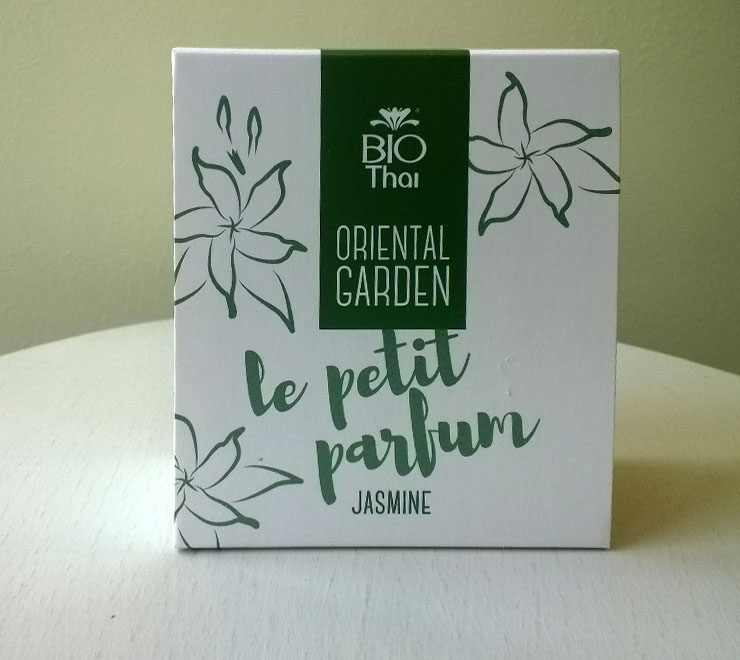 BIO
Thai
ORIENTAL
GARDEN
le petit
parfum
JASMINE